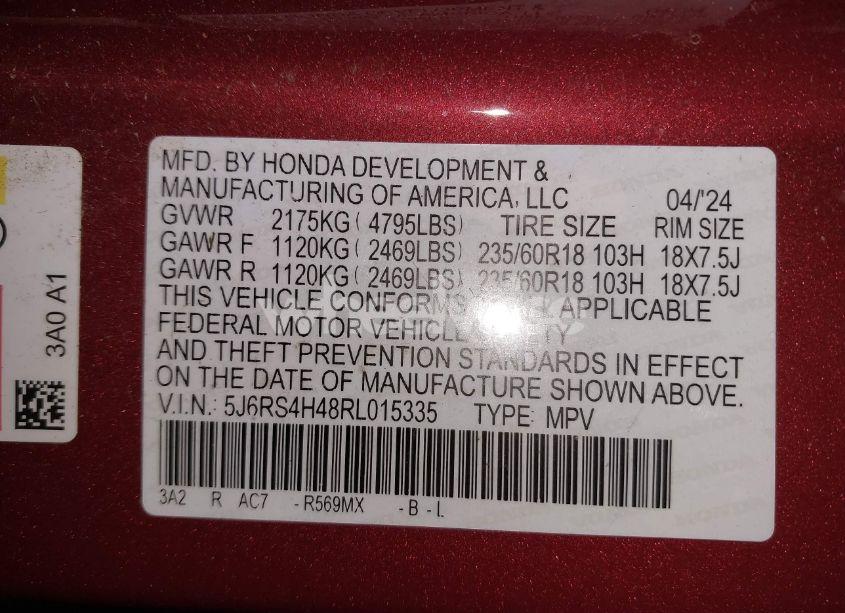 MFD. BY HONDA DEVELOPMENT &
MANUFACTURING OF AMERICA, LLC 04/'24
GVWR 2175KG( 4795LBS) TIRE SIZE RIM SIZE
GAWR F 1120KG( 2469LBS) 235/60R18 103H 18X7.5J
GAWR R 1120KG( 2469LBS) 235/60R18 103H 18X7.5J
THIS VEHICLE CONFORMS APPLICABLE
FEDERAL MOTOR VEHICLE SAFETY
AND THEFT PREVENTION STANDARDS IN EFFECT
ON THE DATE OF MANUFACTURE SHOWN ABOVE.
V.I.N.: 5J6RS4H48RL015335 TYPE: MPV
3A2 R AC7 -R569MX -B -L
3A0 A1